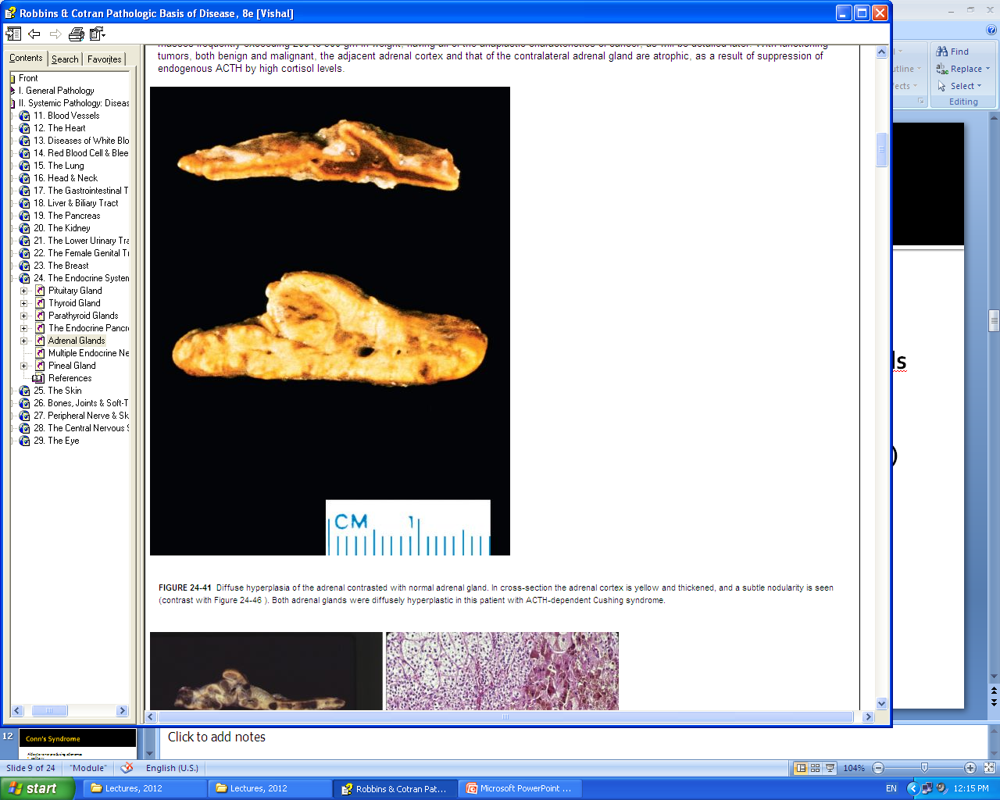 Robbins & Cotran Pathologic Basis of Disease, 8e [Vishal]
Contents
Search
Favorites
Front
I. General Pathology
II. Systemic Pathology: Diseas
11. Blood Vessels
12. The Heart
13. Diseases of White Blo
14. Red Blood Cell & Blee
15. The Lung
16. Head & Neck
17. The Gastrointestinal T
18. Liver & Biliary Tract
19. The Pancreas
20. The Kidney
21. The Lower Urinary Tra
22. The Female Genital Tr
23. The Breast
24. The Endocrine System
Pituitary Gland
Thyroid Gland
Parathyroid Glands
The Endocrine Pancre
Adrenal Glands
Multiple Endocrine Ne
Pineal Gland
References
25. The Skin
26. Bones, Joints & Soft-T
27. Peripheral Nerve & Sk
28. The Central Nervous S
29. The Eye
tumors, both benign and malignant, the adjacent adrenal cortex and that of the contralateral adrenal gland are atrophic, as a result of suppression of
endogenous ACTH by high cortisol levels.
CM 1
FIGURE 24-41 Diffuse hyperplasia of the adrenal contrasted with normal adrenal gland. In cross-section the adrenal cortex is yellow and thickened, and a subtle nodularity is seen
(contrast with Figure 24-46 ). Both adrenal glands were diffusely hyperplastic in this patient with ACTH-dependent Cushing syndrome.
Find
Replace
Select
Editing
utline
fects
ls
)
12
Conn's Syndrome
Click to add notes
Slide 9 of 24
"Module"
English (U.S.)
104%
start
Lectures, 2012
Lectures, 2012
Robbins & Cotran Pat...
Microsoft PowerPoint ...
EN
12:15 PM